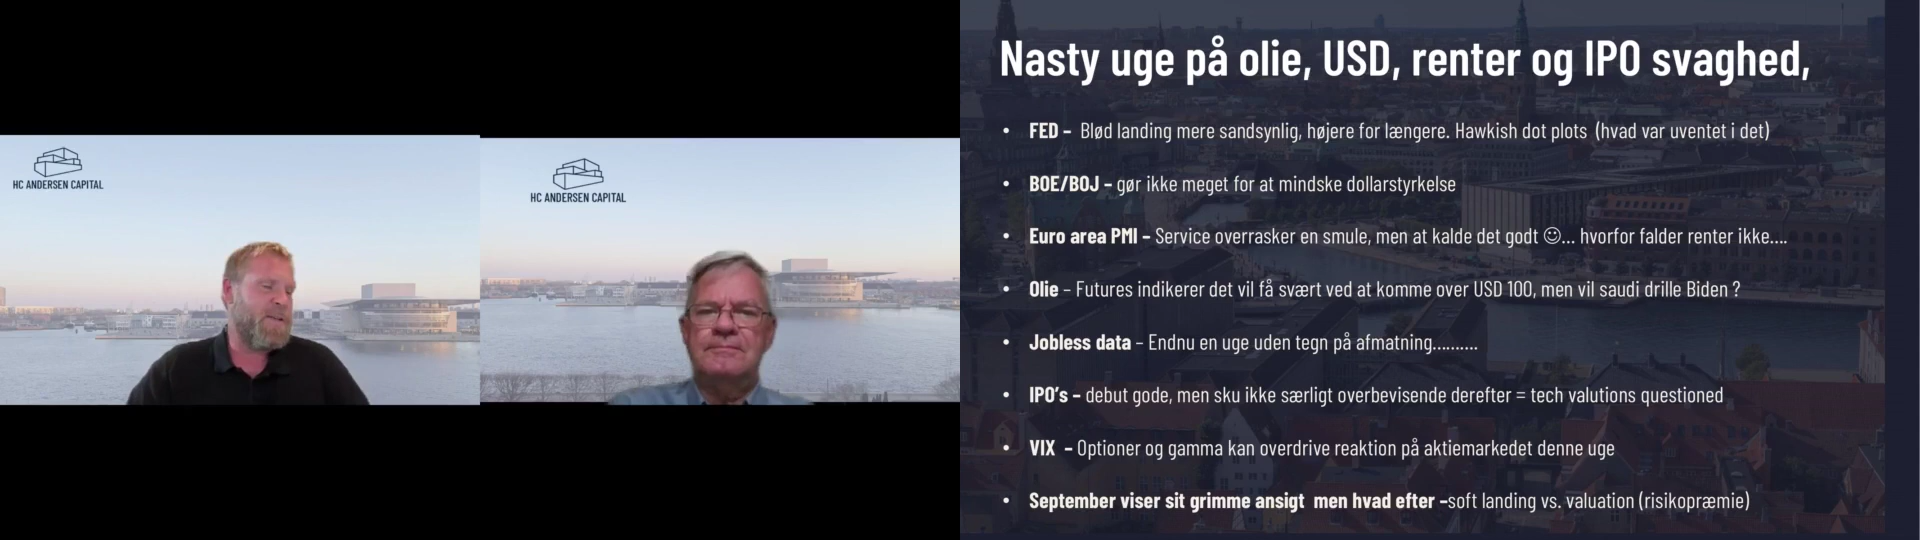 HC ANDERSEN CAPITAL
HC ANDERSEN CAPITAL
Nasty uge på olie, USD, renter og IPO svaghed,
• FED – Blød landing mere sandsynlig, højere for længere. Hawkish dot plots (hvad var uventet i det)
• BOE/BOJ – gør ikke meget for at mindske dollarstyrkelse
• Euro area PMI – Service overrasker en smule, men at kalde det godt ☺... hvorfor falder renter ikke....
• Olie – Futures indikerer det vil få svært ved at komme over USD 100, men vil saudi drille Biden ?
• Jobless data – Endnu en uge uden tegn på afmatning..........
• IPO’s – debut gode, men sku ikke særligt overbevisende derefter = tech valutions questioned
• VIX – Optioner og gamma kan overdrive reaktion på aktiemarkedet denne uge
• September viser sit grimme ansigt men hvad efter –soft landing vs. valuation (risikopræmie)